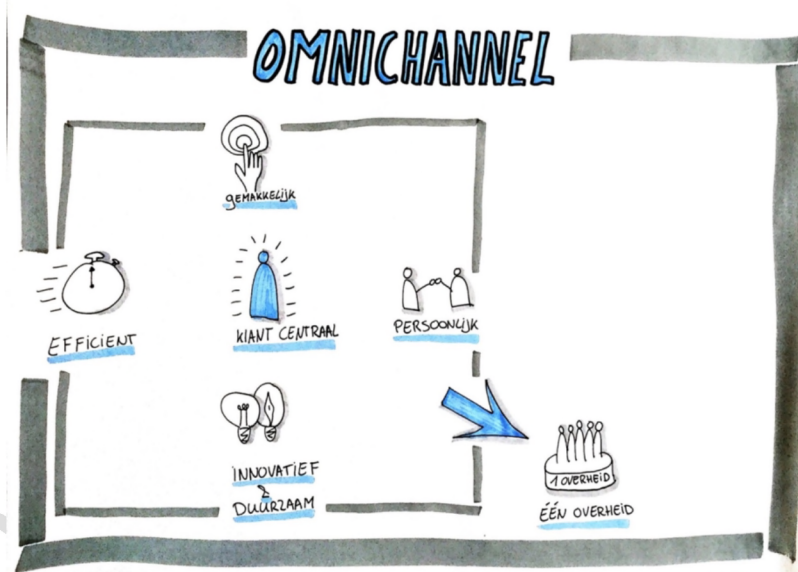 OMNICHANNEL
gEMAKKELIJK
EFFICIENT
KLANT CENTRAAL
PERSOONLIJK
INNOVATIEF
&
DUURZAAM
1 OVERHEID
ÉÉN OVERHEID